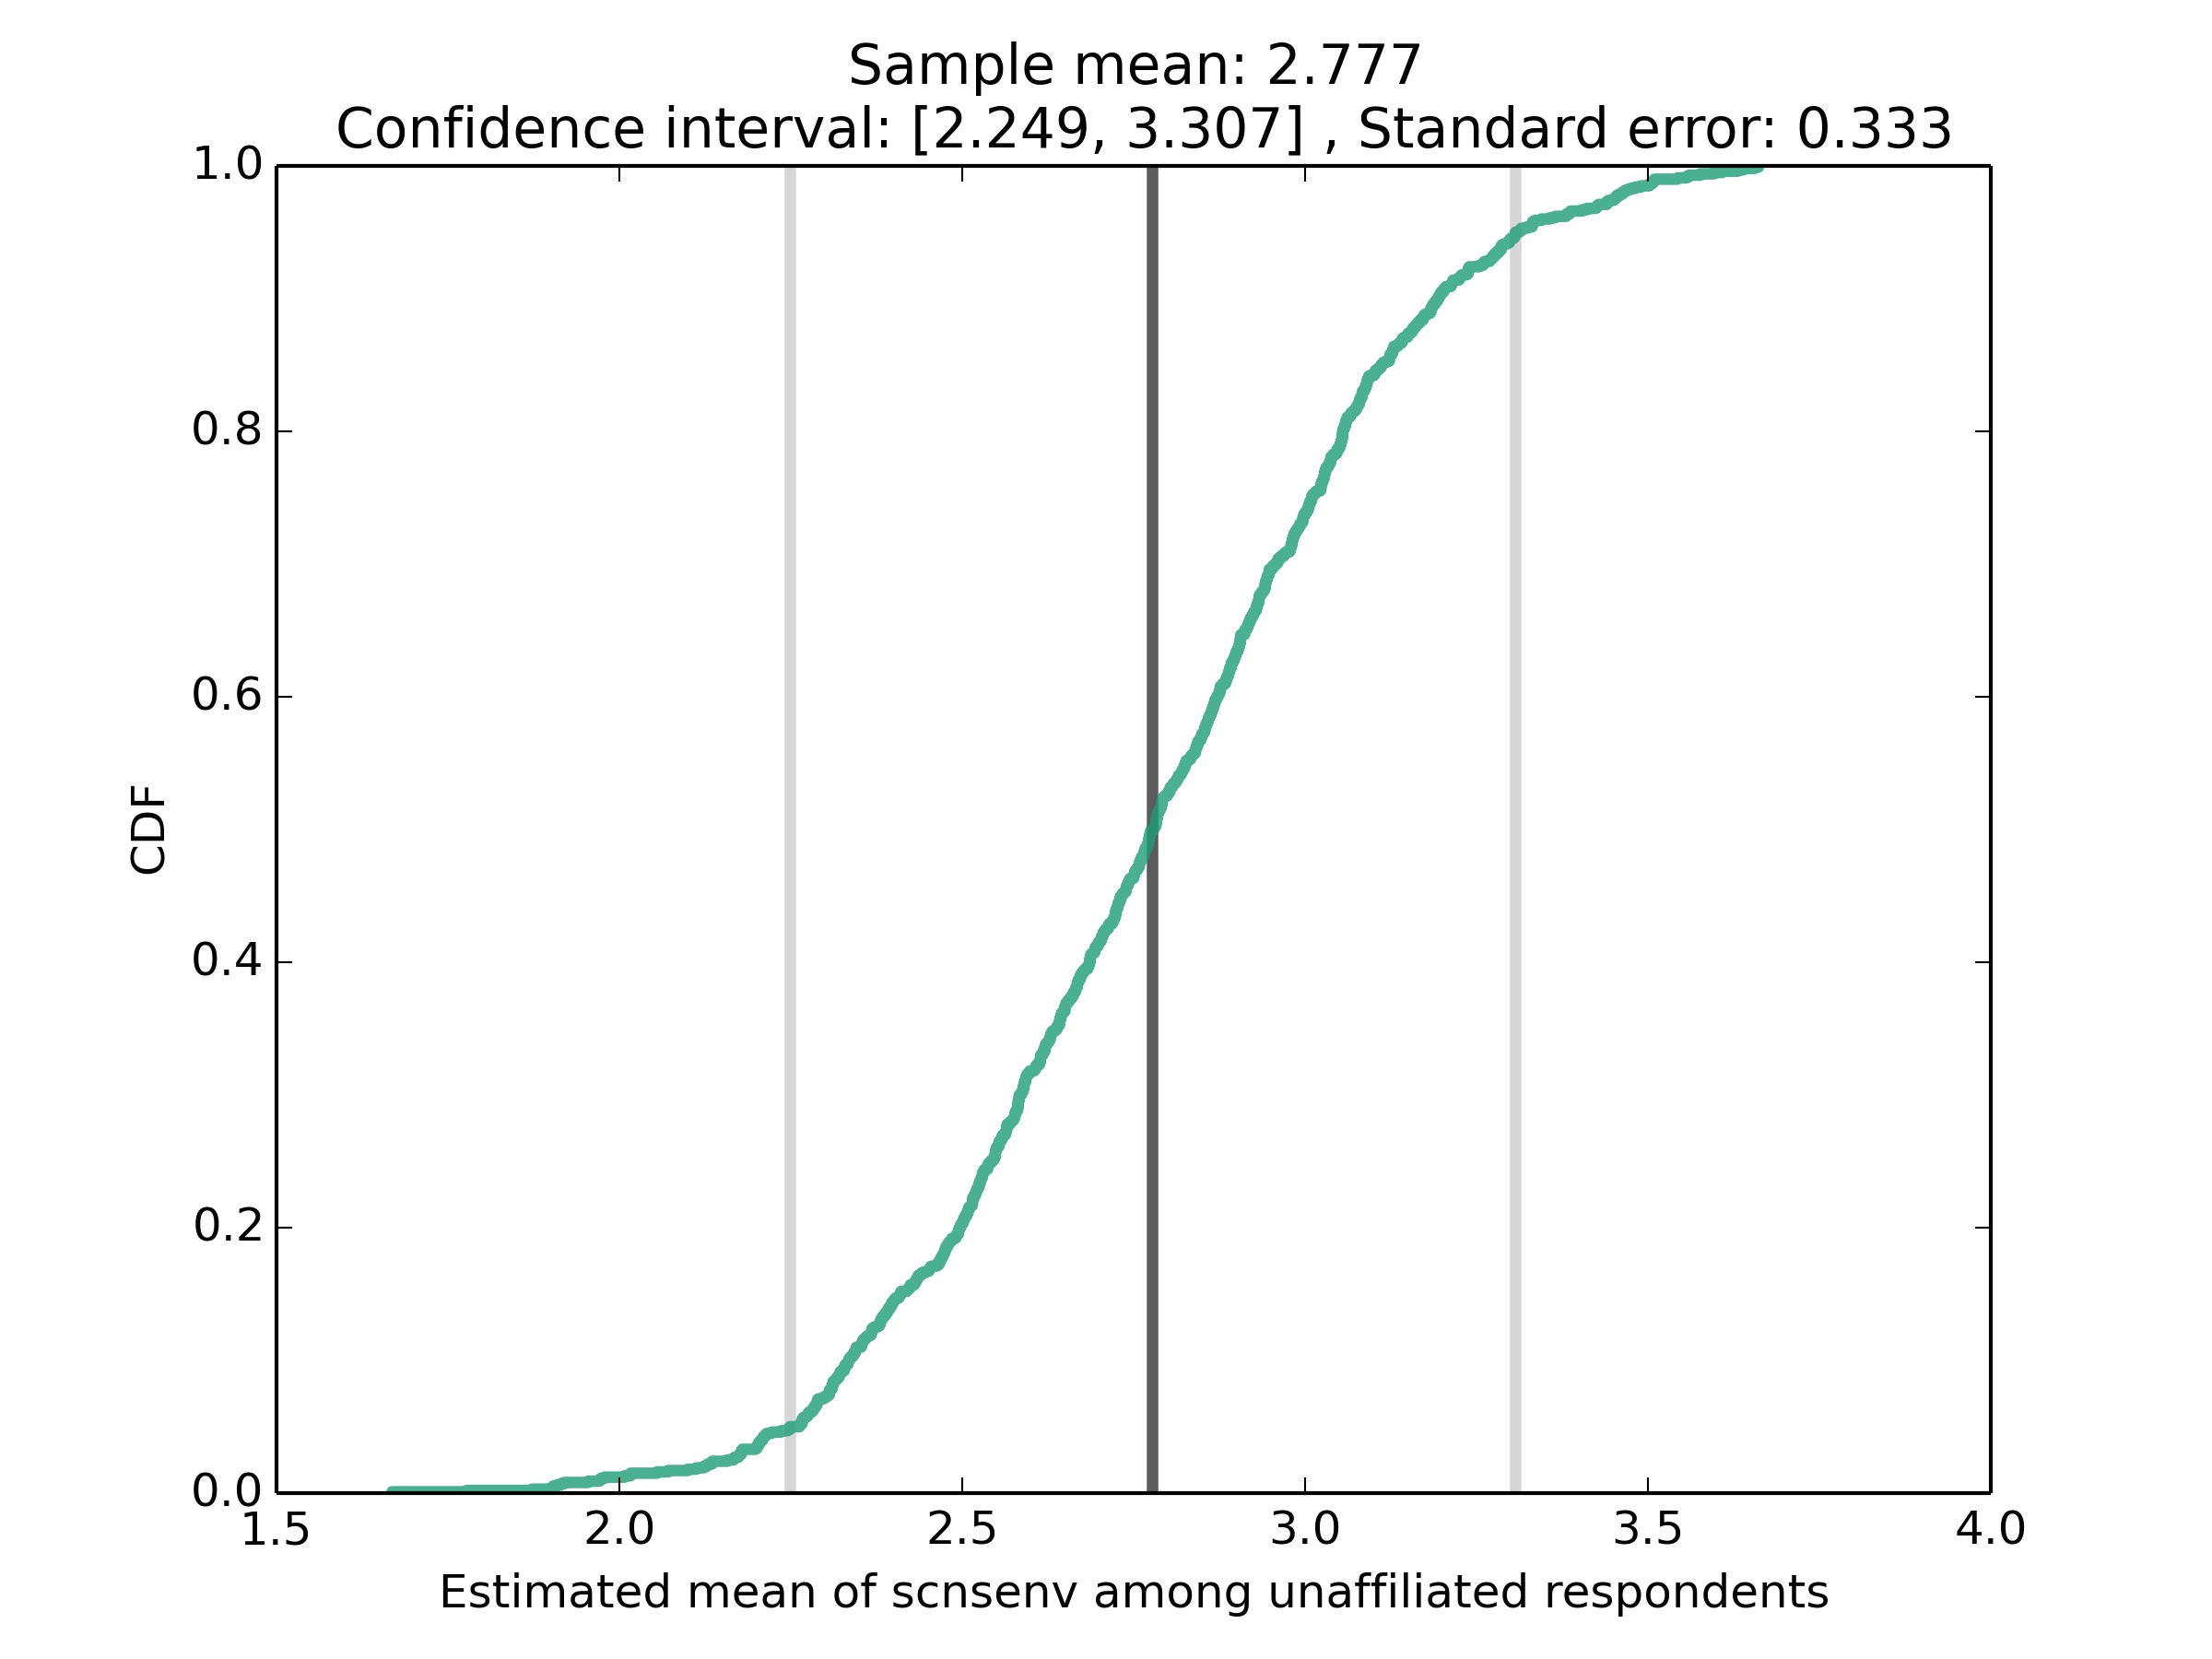 Sample mean: 2.777
Confidence interval: [2.249, 3.307] , Standard error: 0.333
1.0
0.8
0.6
0.4
0.2
0.0
CDF
1.5 2.0 2.5 3.0 3.5 4.0
Estimated mean of scnsenv among unaffiliated respondents